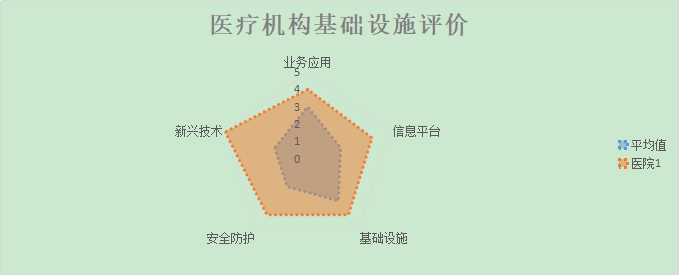 医疗机构基础设施评价
业务应用
5
4
3
2
1
0
新兴技术
信息平台
安全防护
基础设施
平均值
医院1